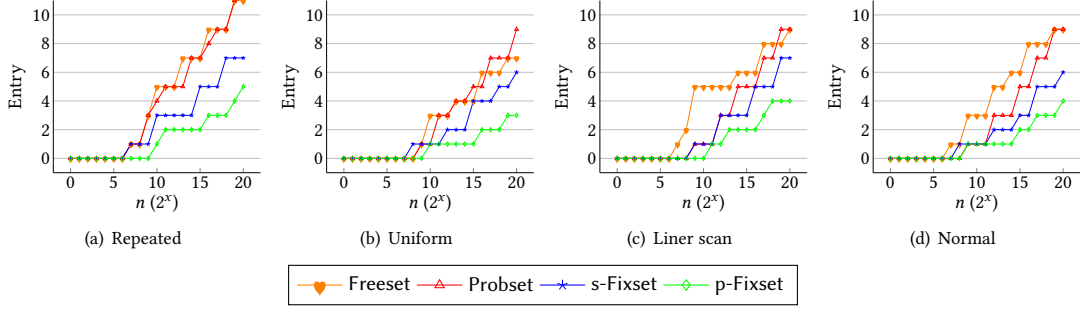 10
8
6
4
2
0
Entry
0 5 10 15 20
n (2^x)
(a) Repeated
10
8
6
4
2
0
Entry
0 5 10 15 20
n (2^x)
(b) Uniform
10
8
6
4
2
0
Entry
0 5 10 15 20
n (2^x)
(c) Liner scan
10
8
6
4
2
0
Entry
0 5 10 15 20
n (2^x)
(d) Normal
Freeset Probset s-Fixset p-Fixset